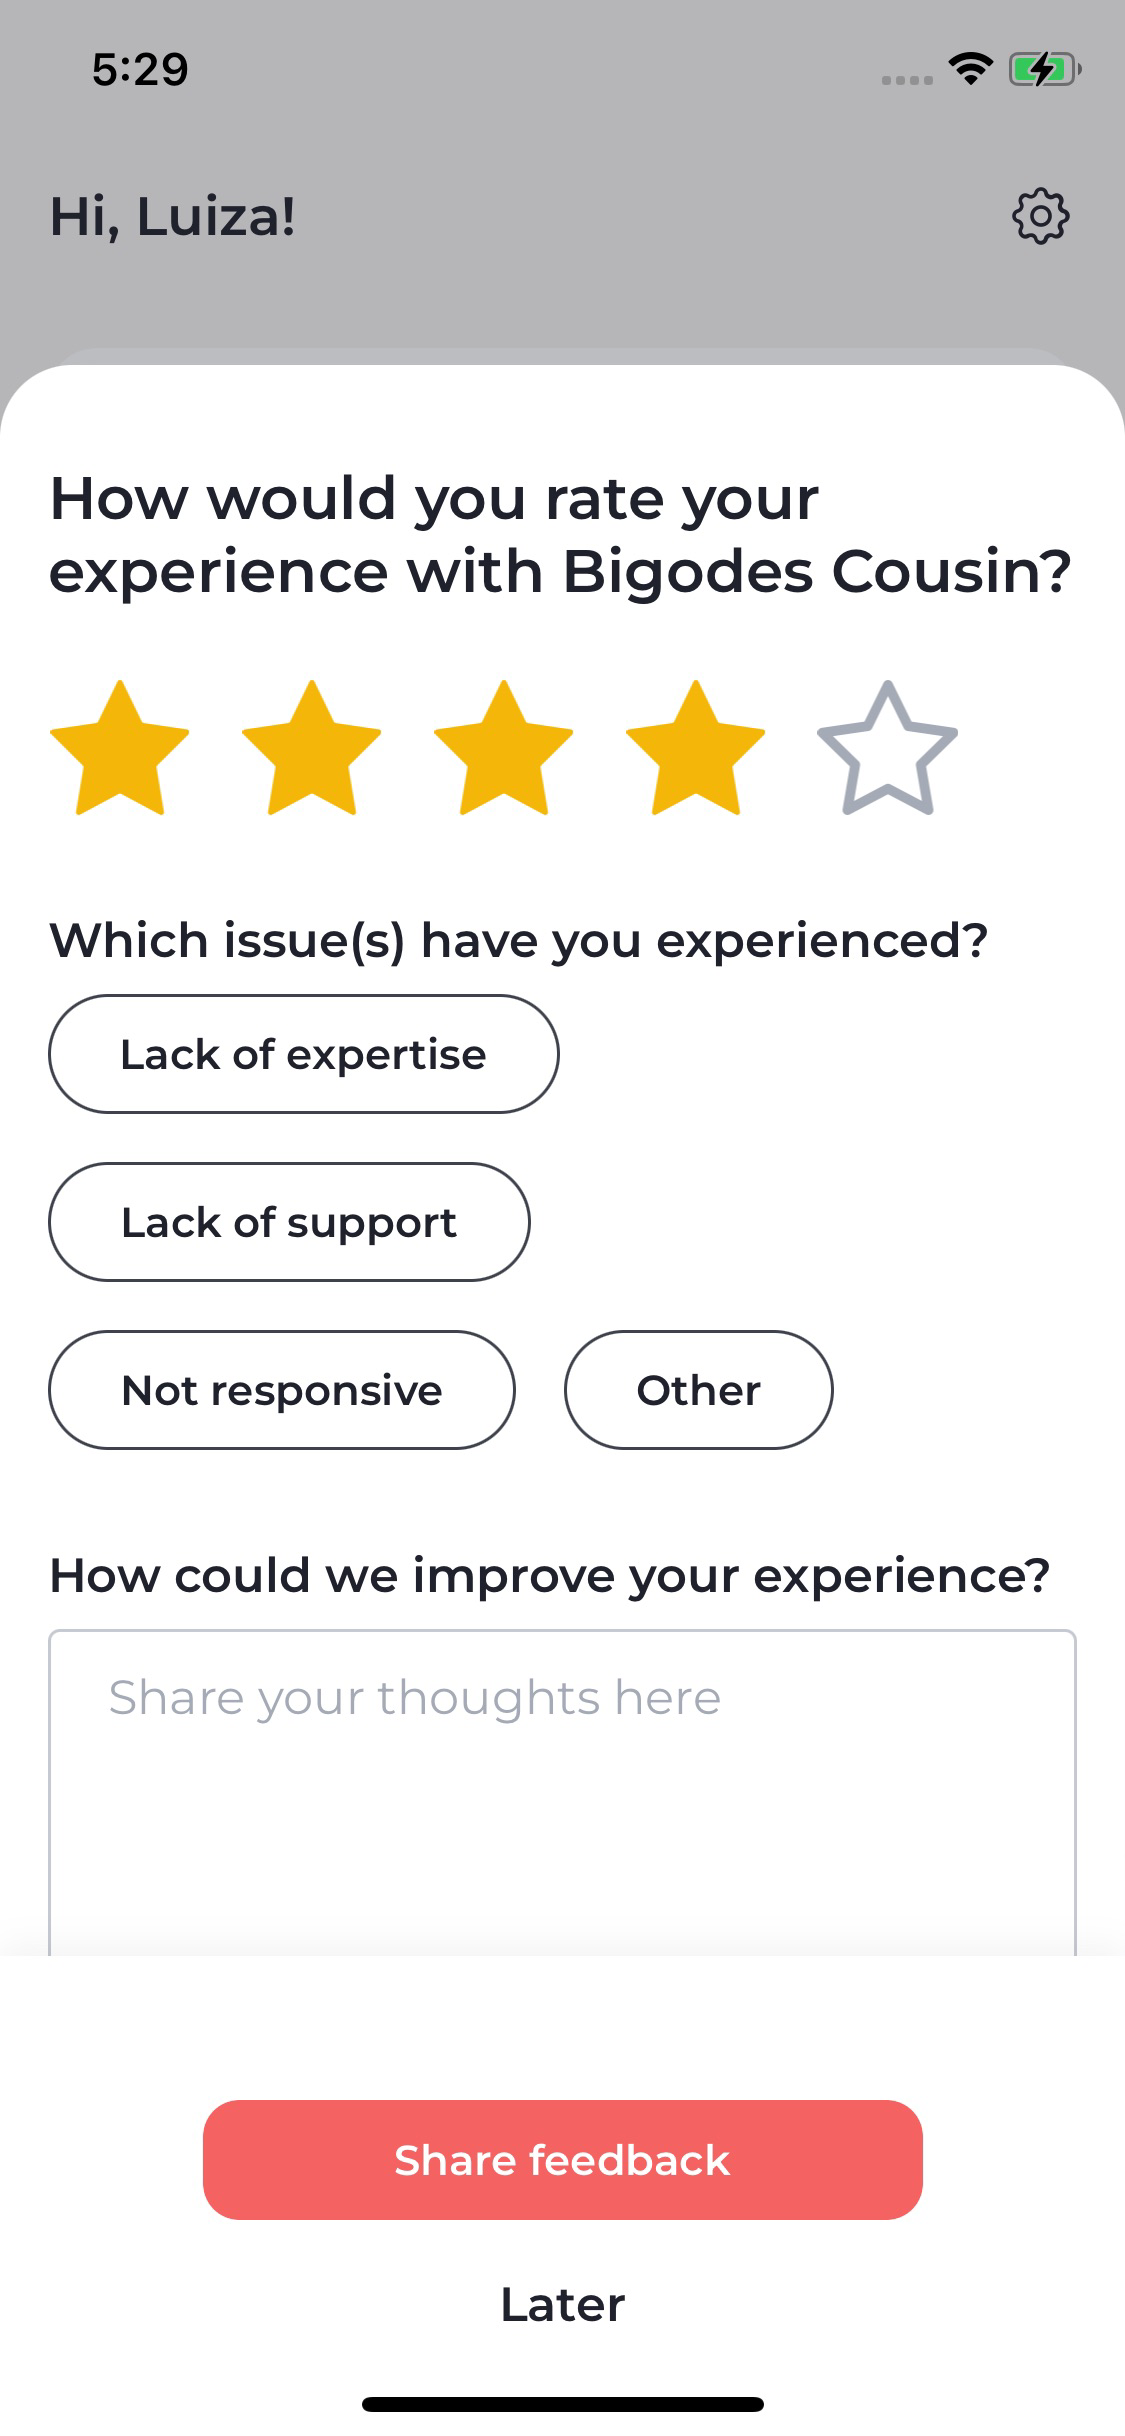 5:29
Hi, Luiza!
How would you rate your
experience with Bigodes Cousin?
Which issue(s) have you experienced?
Lack of expertise
Lack of support
Not responsive
Other
How could we improve your experience?
Share your thoughts here
Share feedback
Later